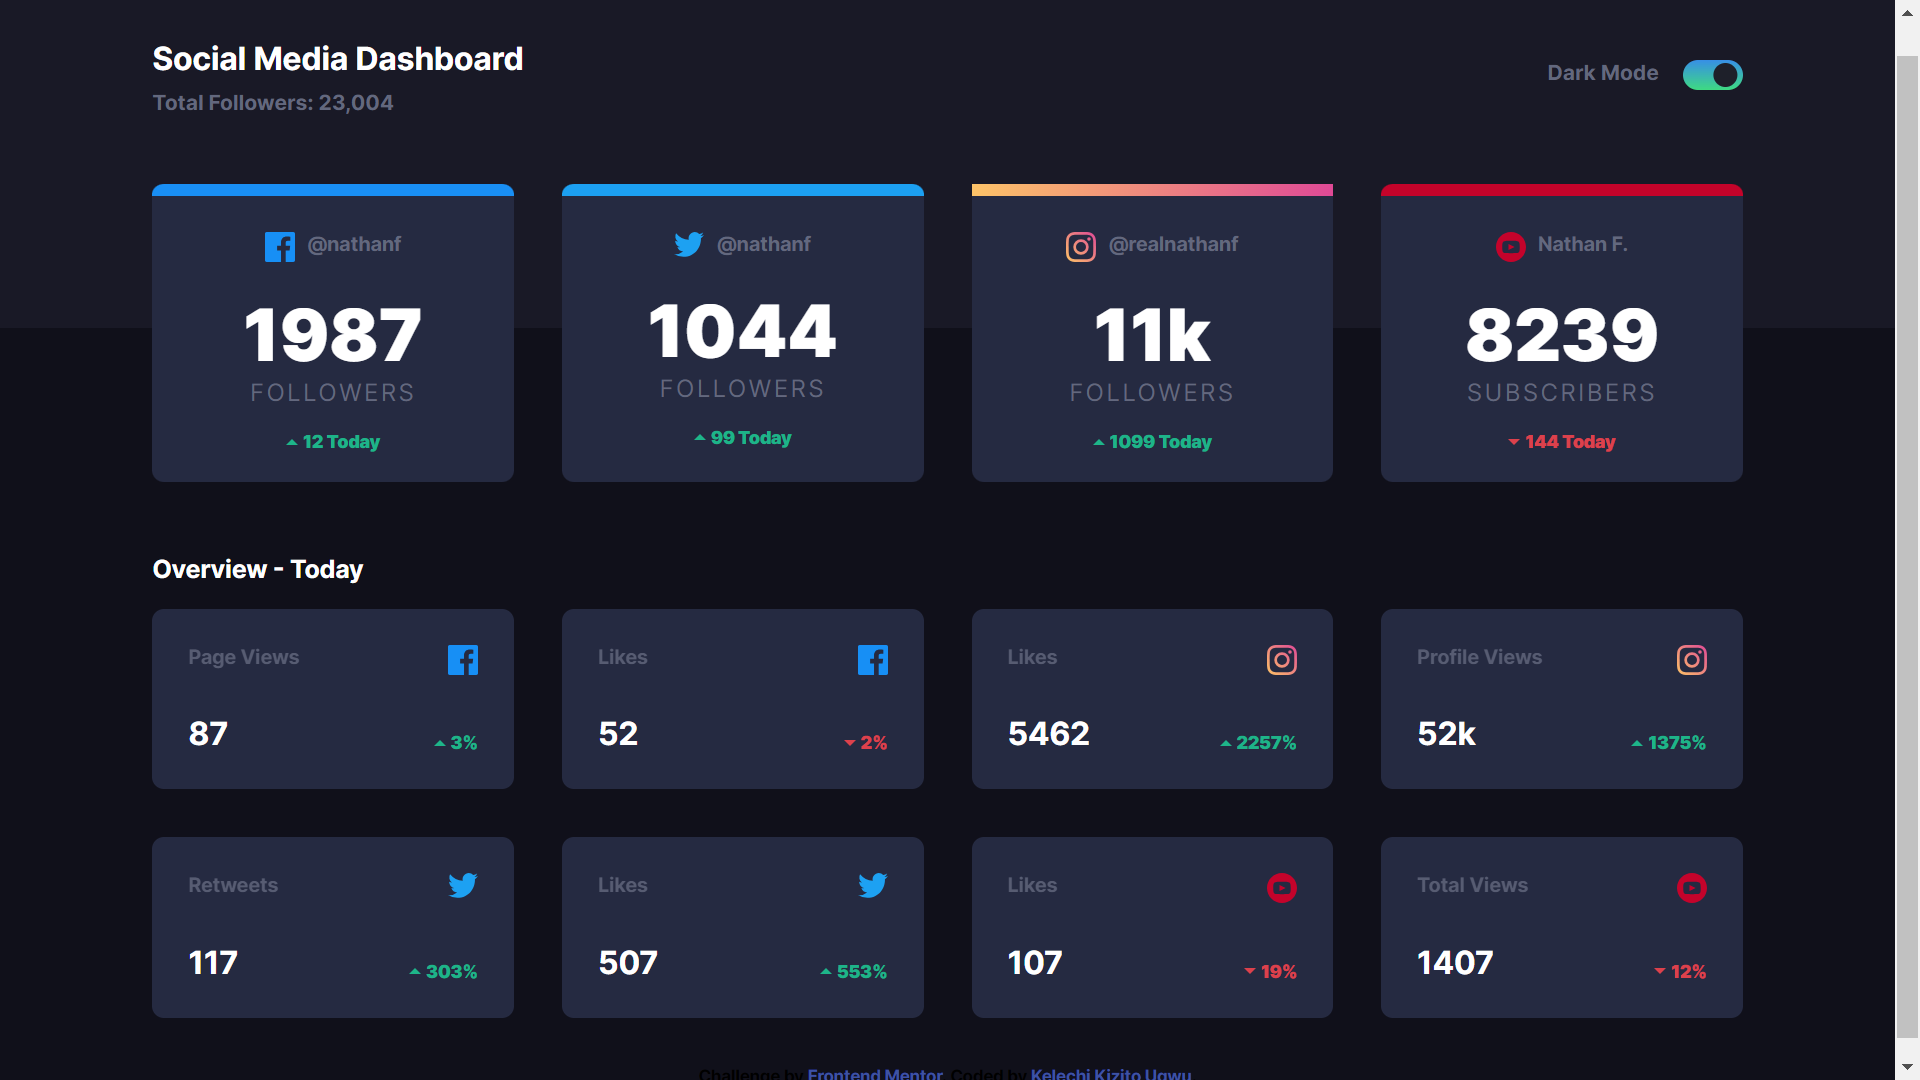 Social Media Dashboard
Total Followers: 23,004
Dark Mode
@nathanf
1987
FOLLOWERS
12 Today
@nathanf
1044
FOLLOWERS
99 Today
@realnathanf
11k
FOLLOWERS
1099 Today
Nathan F.
8239
SUBSCRIBERS
144 Today
Overview - Today
Page Views
87
3%
Likes
52
2%
Likes
5462
2257%
Profile Views
52k
1375%
Retweets
117
303%
Likes
507
553%
Likes
107
19%
Total Views
1407
12%
Challenge by Frontend Mentor. Coded by Kelechi Kizito Ugwu